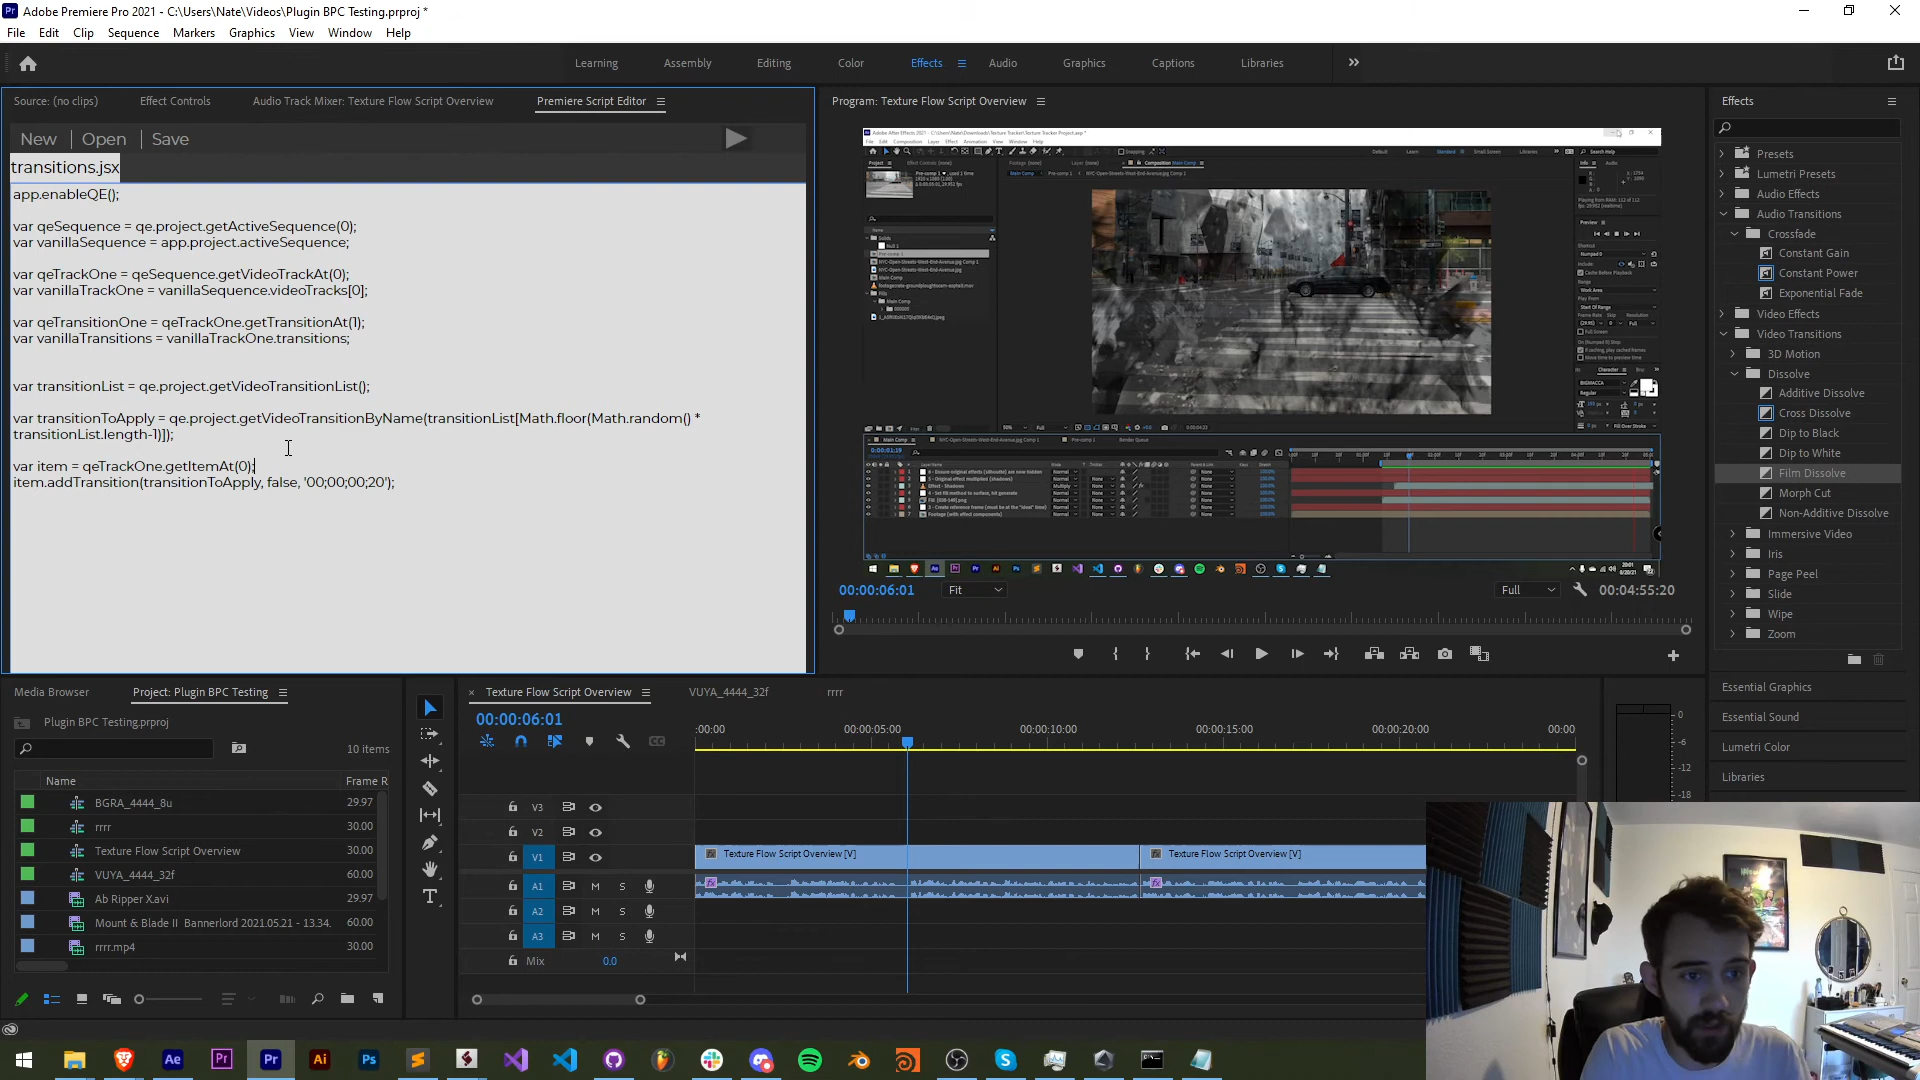 Adobe Premiere Pro 2021 - C:\Users\Nate\Videos\Plugin BPC Testing.prproj *
File Edit Clip Sequence Markers Graphics View Window Help
Learning Assembly Editing Color Effects Audio Graphics Captions Libraries
Source: (no clips) Effect Controls Audio Track Mixer: Texture Flow Script Overview Premiere Script Editor
New | Open | Save
transitions.jsx
app.enableQE();
var qeSequence = qe.project.getActiveSequence(0);
var vanillaSequence = app.project.activeSequence;
var qeTrackOne = qeSequence.getVideoTrackAt(0);
var vanillaTrackOne = vanillaSequence.videoTracks[0];
var qeTransitionOne = qeTrackOne.getTransitionAt(1);
var vanillaTransitions = vanillaTrackOne.transitions;
var transitionList = qe.project.getVideoTransitionList();
var transitionToApply = qe.project.getVideoTransitionByName(transitionList[Math.floor(Math.random() *
transitionList.length-1)]);
var item = qeTrackOne.getItemAt(0);
item.addTransition(transitionToApply, false, '00;00;00;20');
Program: Texture Flow Script Overview
00:00:06:01 Fit Full 00:04:55:20
Effects
Presets
Lumetri Presets
Audio Effects
Audio Transitions
Crossfade
Constant Gain
Constant Power
Exponential Fade
Video Effects
Video Transitions
3D Motion
Dissolve
Additive Dissolve
Cross Dissolve
Dip to Black
Dip to White
Film Dissolve
Morph Cut
Non-Additive Dissolve
Immersive Video
Iris
Page Peel
Slide
Wipe
Zoom
Essential Graphics
Essential Sound
Lumetri Color
Libraries
Media Browser Project: Plugin BPC Testing
Plugin BPC Testing.prproj
10 items
Name Frame R
BGRA_4444_8u 29.97
rrrr 30.00
Texture Flow Script Overview 30.00
VUYA_4444_32f 60.00
Ab Ripper X.avi 29.97
Mount & Blade II Bannerlord 2021.05.21 - 13.34. 60.00
rrrr.mp4 30.00
× Texture Flow Script Overview VUYA_4444_32f rrrr
00:00:06:01
:00:00 00:00:05:00 00:00:10:00 00:00:15:00 00:00:20:00 00:00
V3
V2
V1 Texture Flow Script Overview [V] Texture Flow Script Overview [V]
A1 M S
A2 M S
A3 M S
Mix 0.0
0
-6
-12
-18